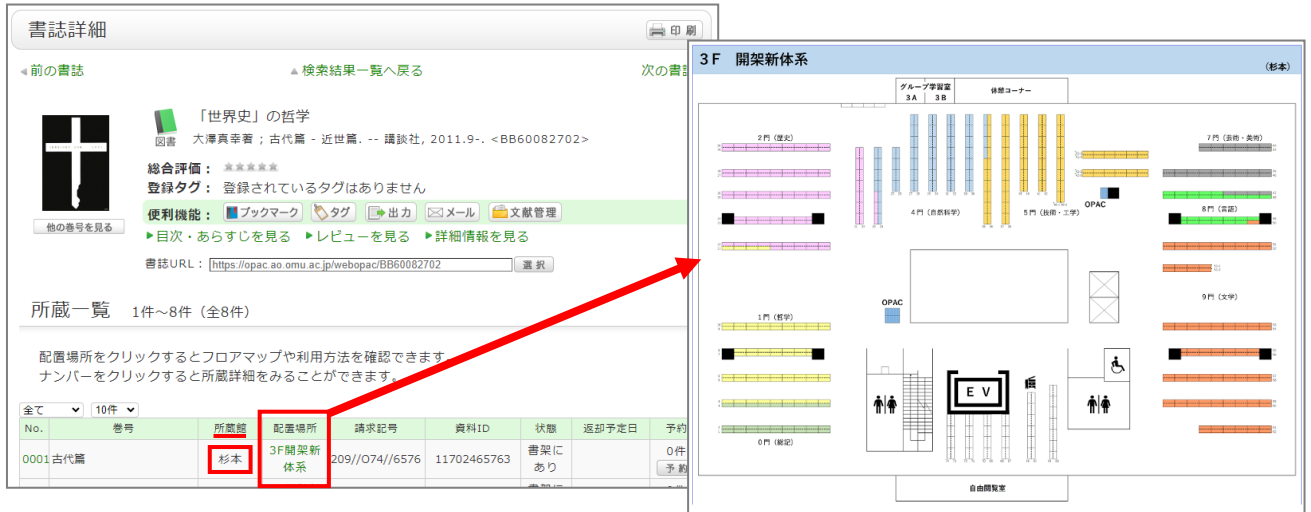 書誌詳細
印 刷
前の書誌
検索結果一覧へ戻る
次の書
図書
「世界史」の哲学
大澤真幸著 ; 古代篇 - 近世篇. -- 講談社, 2011.9-. <BB60082702>
総合評価：
登録タグ： 登録されているタグはありません
便利機能： ブックマーク タグ 出力 メール 文献管理
他の巻号を見る
目次・あらすじを見る レビューを見る 詳細情報を見る
書誌URL： https://opac.ao.omu.ac.jp/webopac/BB60082702 選択
所蔵一覧 1件～8件（全8件）
配置場所をクリックするとフロアマップや利用方法を確認できます
ナンバーをクリックすると所蔵詳細をみることができます。
全て 10件
No. 巻号 所蔵館 配置場所 請求記号 資料ID 状態 返却予定日 予約
0001 古代篇 杉本 3F開架新体系 209//O74//6576 11702465763 書架にあり 0件
予 約
3F 開架新体系
(杉本)
グループ学習室
3A 3B
休憩コーナー
2門（歴史）
7門（芸術・美術）
OPAC
4門（自然科学）
5門（技術・工学）
8門（言語）
9門（文学）
OPAC
1門（哲学）
EV
0門（総記）
自由閲覧室